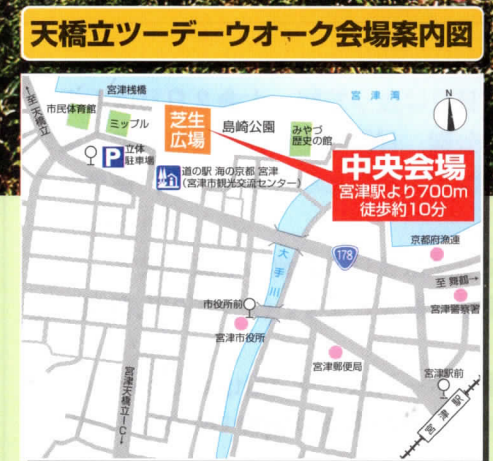 天橋立ツーデーウオーク会場案内図
宮津桟橋
宮津湾
N
↑至天橋立
市民体育館
ミップル
芝生
広場
島崎公園
みやづ
歴史の館
P
立体
駐車場
道の駅 海の京都 宮津
(宮津市観光交流センター)
中央会場
宮津駅より700m
徒歩約10分
京都府漁連
大手川
178
至 舞鶴→
宮津警察署
市役所前
宮津市役所
宮津郵便局
宮津駅前
宮津天橋立IC↓
宮津駅